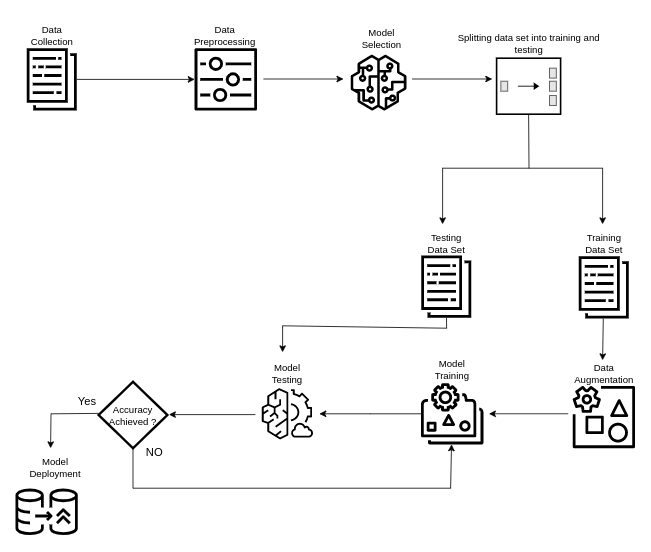 Data
Collection
Data
Preprocessing
Model
Selection
Splitting data set into training and
testing
Testing
Data Set
Training
Data Set
Model
Testing
Model
Training
Data
Augmentation
Yes
Accuracy
Achieved ?
NO
Model
Deployment